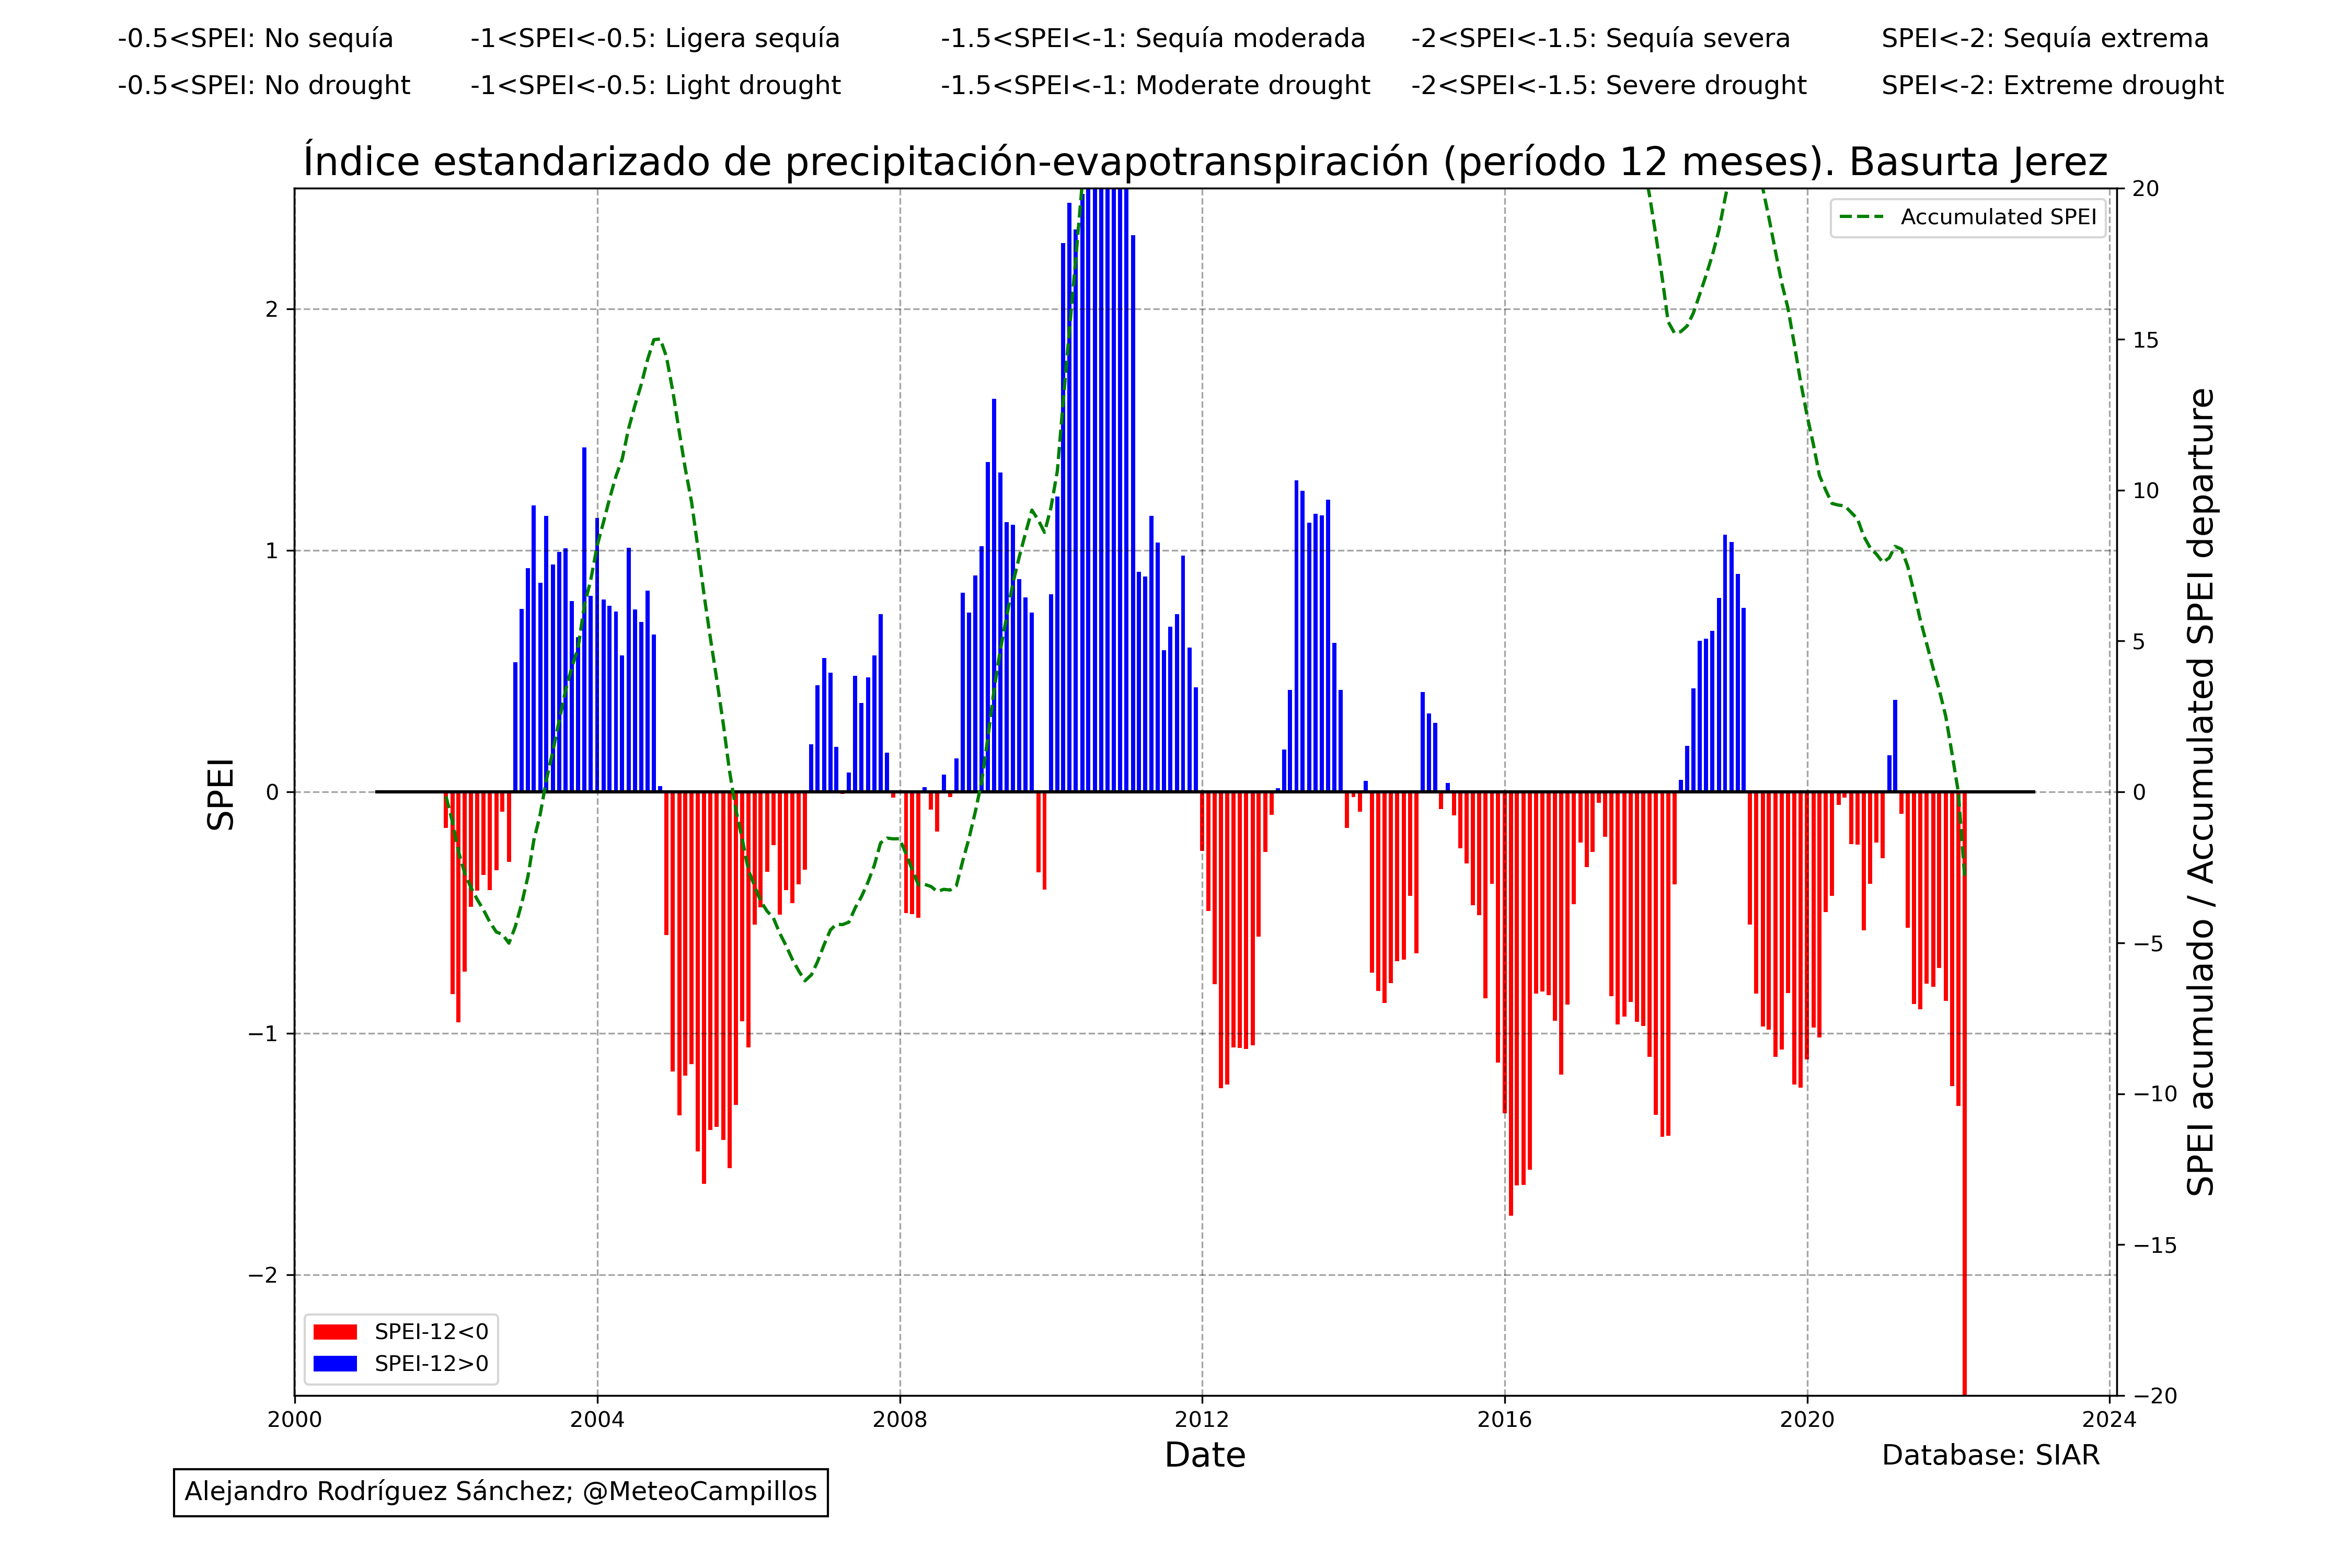 -0.5<SPEI: No sequía -1<SPEI<-0.5: Ligera sequía -1.5<SPEI<-1: Sequía moderada -2<SPEI<-1.5: Sequía severa SPEI<-2: Sequía extrema
-0.5<SPEI: No drought -1<SPEI<-0.5: Light drought -1.5<SPEI<-1: Moderate drought -2<SPEI<-1.5: Severe drought SPEI<-2: Extreme drought
Índice estandarizado de precipitación-evapotranspiración (período 12 meses). Basurta Jerez
Accumulated SPEI
SPEI
2
1
0
−1
−2
20
15
10
5
0
−5
−10
−15
−20
SPEI acumulado / Accumulated SPEI departure
SPEI-12<0
SPEI-12>0
2000 2004 2008 2012 2016 2020 2024
Date
Database: SIAR
Alejandro Rodríguez Sánchez; @MeteoCampillos